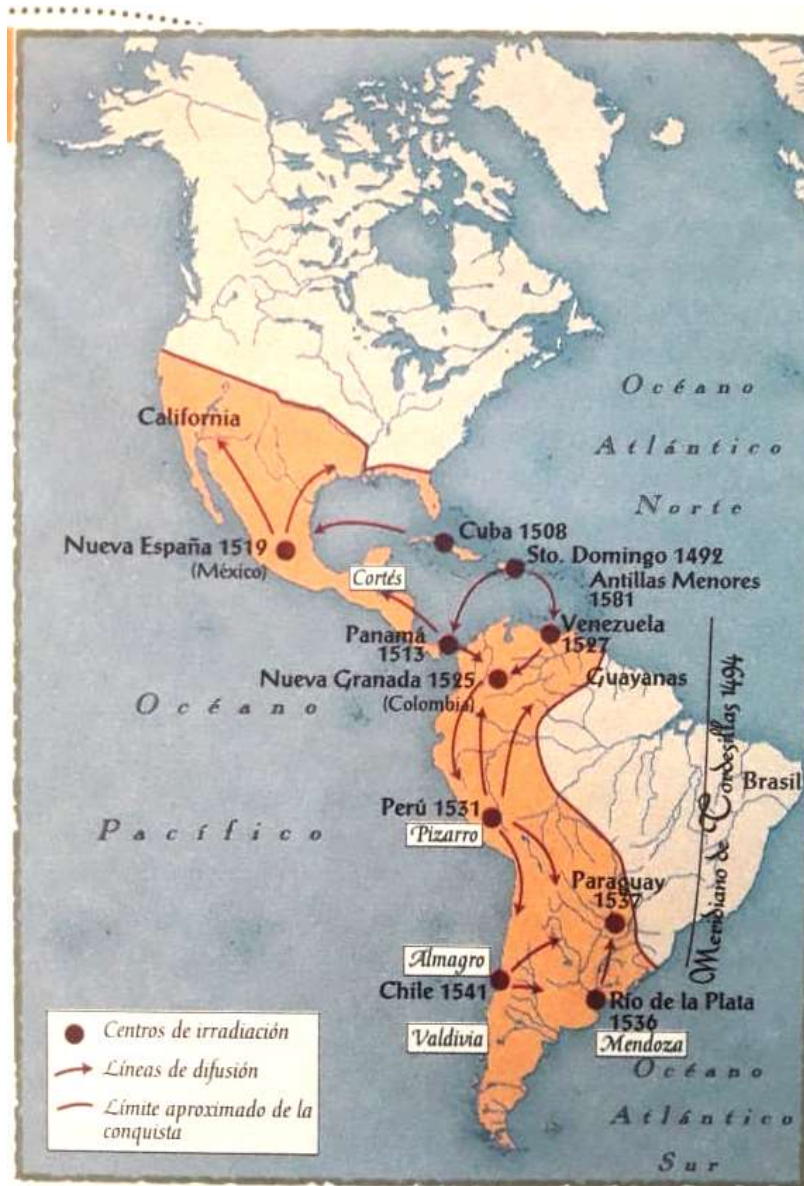 Océano
Atlántico
Norte
California
Cuba 1508
Nueva España 1519
(México)
Sto. Domingo 1492
Cortés
Antillas Menores
1581
Panamá
1513
Venezuela
1527
Nueva Granada 1525
(Colombia)
Guayanas
Océano
Pacífico
Meridiano de Tordesillas 1494
Brasil
Perú 1531
Pizarro
Paraguay
1537
Almagro
Chile 1541
Río de la Plata
1536
Valdivia
Mendoza
Océano
Atlántico
Sur
Centros de irradiación
Líneas de difusión
Límite aproximado de la
conquista